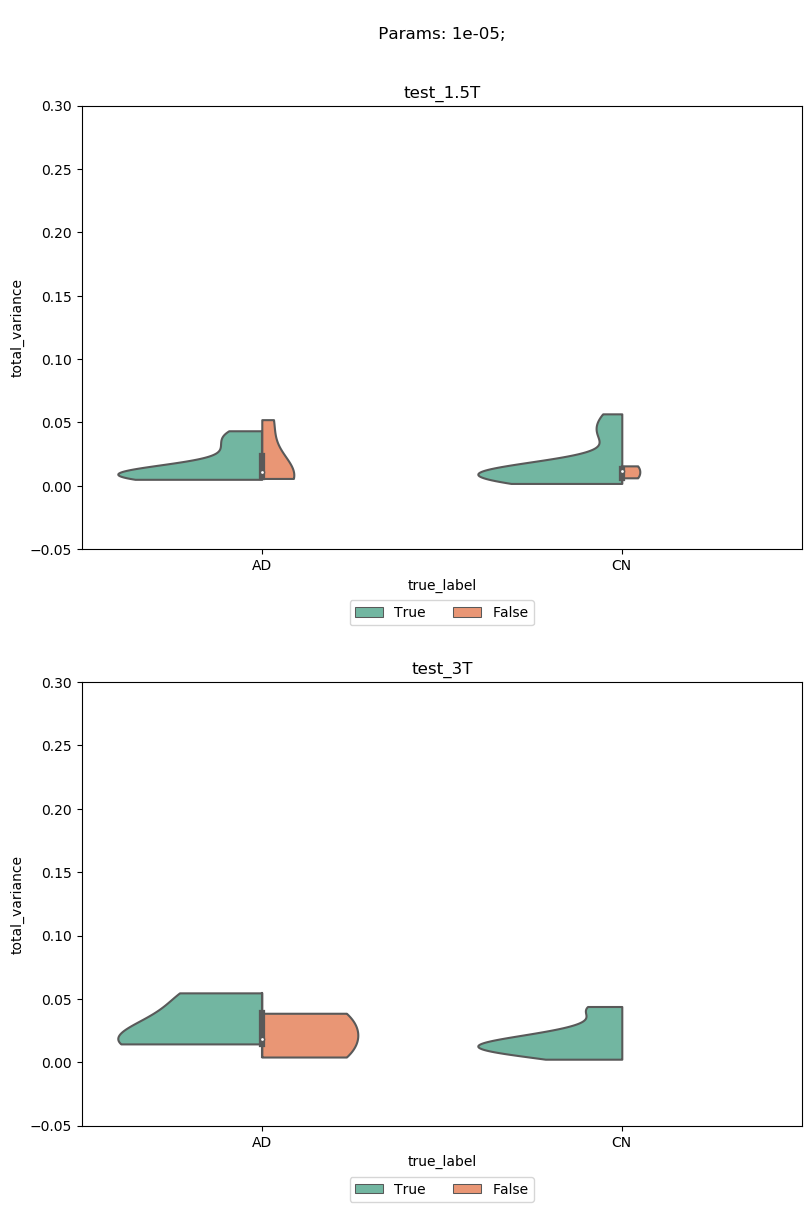 Params: 1e-05;
test_1.5T
0.30
0.25
0.20
0.15
0.10
0.05
0.00
−0.05
total_variance
AD CN
true_label
True False
test_3T
0.30
0.25
0.20
0.15
0.10
0.05
0.00
−0.05
total_variance
AD CN
true_label
True False